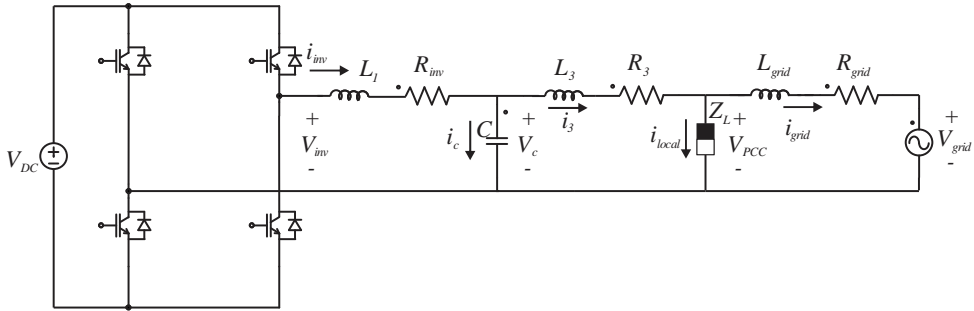 i_inv
L_1
R_inv
L_3
R_3
L_grid
R_grid
+
V_inv
-
i_c
C
+
V_c
-
i_3
i_local
Z_L
+
V_PCC
-
i_grid
+
V_grid
-
V_DC
+
-